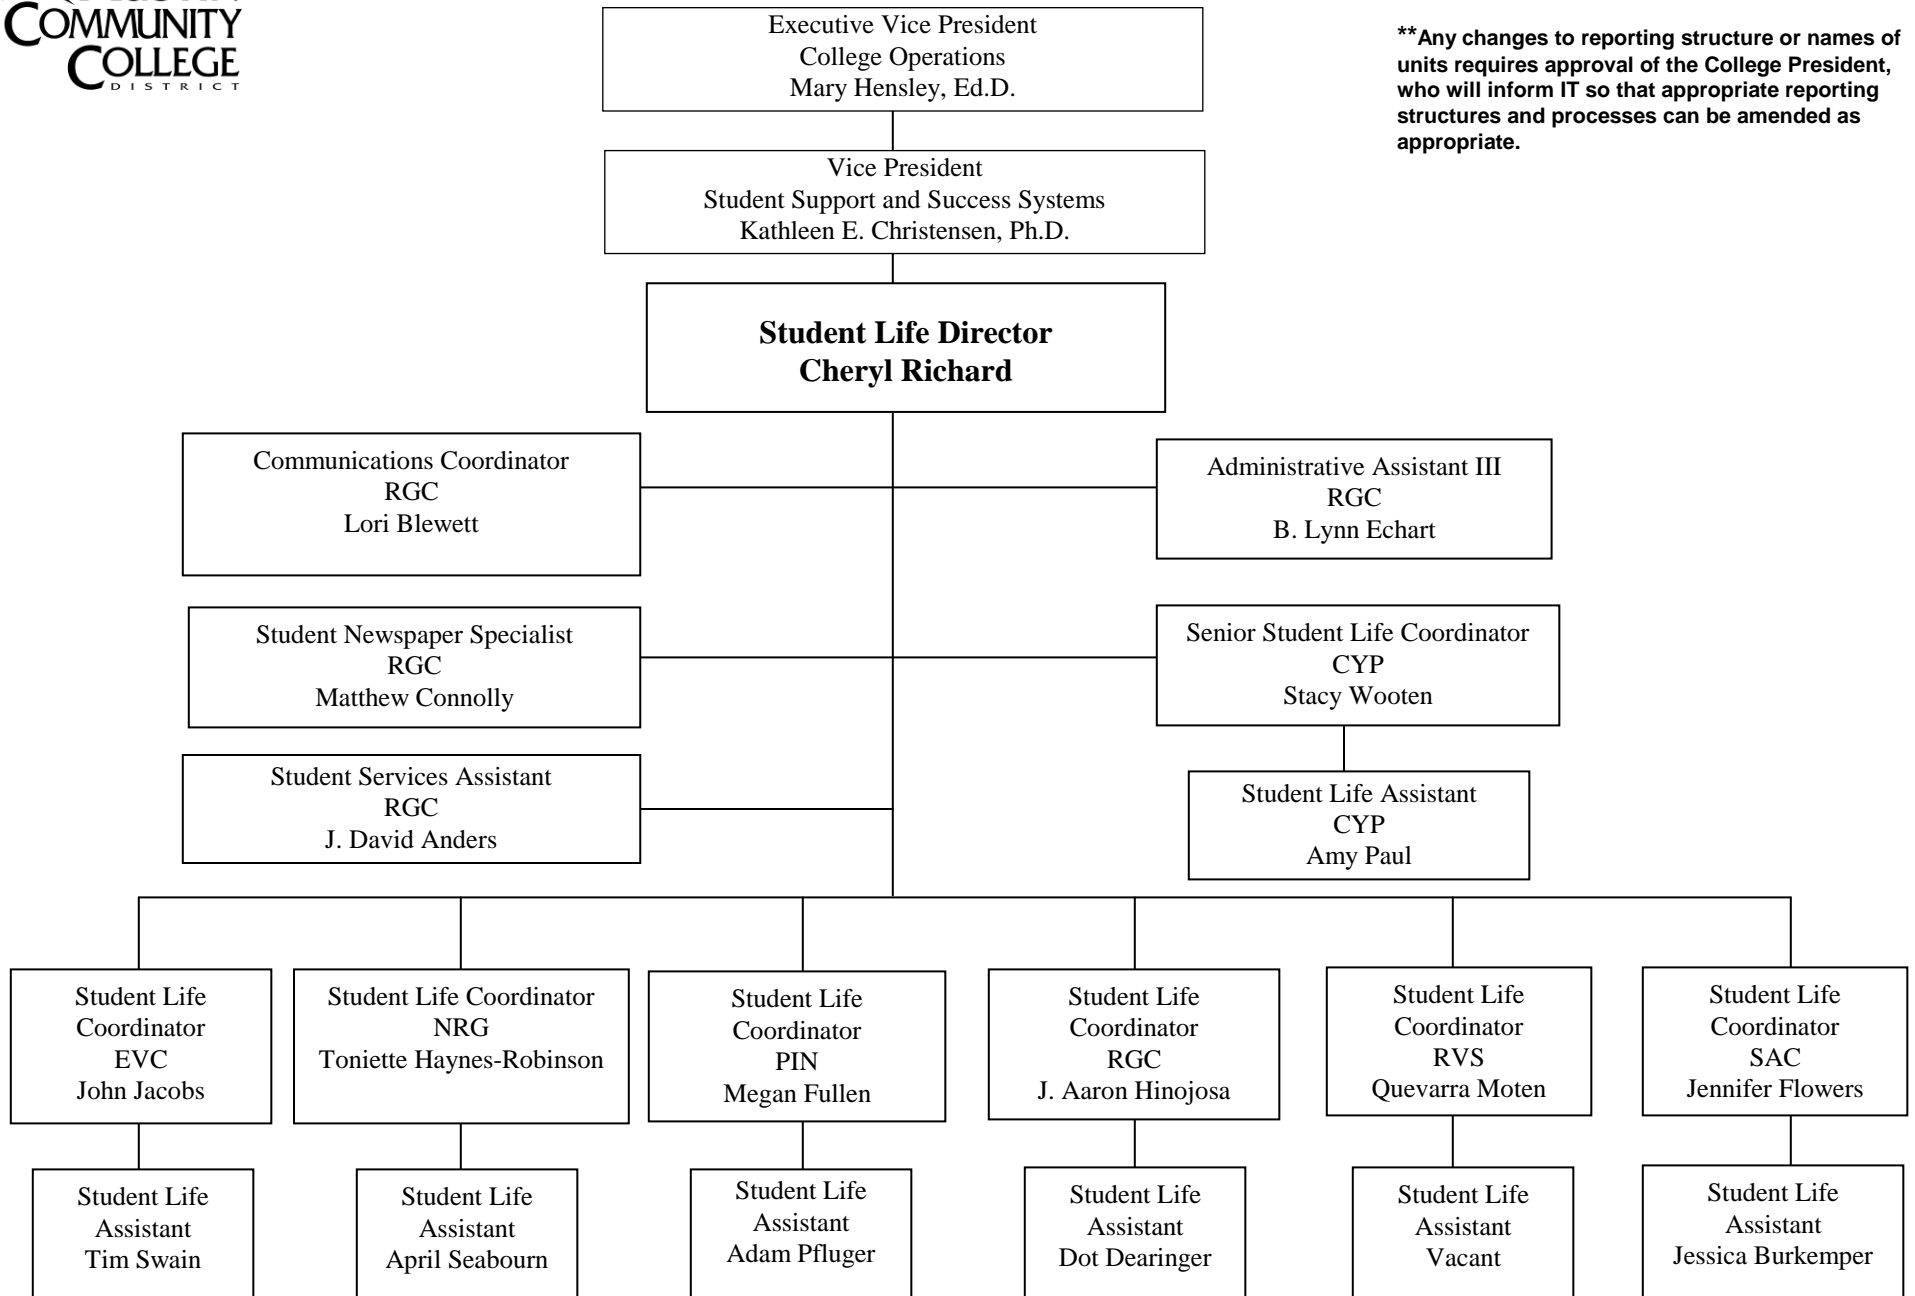 COMMUNITY
COLLEGE
DISTRICT
Executive Vice President
College Operations
Mary Hensley, Ed.D.
**Any changes to reporting structure or names of
units requires approval of the College President,
who will inform IT so that appropriate reporting
structures and processes can be amended as
appropriate.
Vice President
Student Support and Success Systems
Kathleen E. Christensen, Ph.D.
Student Life Director
Cheryl Richard
Communications Coordinator
RGC
Lori Blewett
Administrative Assistant III
RGC
B. Lynn Echart
Student Newspaper Specialist
RGC
Matthew Connolly
Senior Student Life Coordinator
CYP
Stacy Wooten
Student Services Assistant
RGC
J. David Anders
Student Life Assistant
CYP
Amy Paul
Student Life
Coordinator
EVC
John Jacobs
Student Life Coordinator
NRG
Toniette Haynes-Robinson
Student Life
Coordinator
PIN
Megan Fullen
Student Life
Coordinator
RGC
J. Aaron Hinojosa
Student Life
Coordinator
RVS
Quevarra Moten
Student Life
Coordinator
SAC
Jennifer Flowers
Student Life
Assistant
Tim Swain
Student Life
Assistant
April Seabourn
Student Life
Assistant
Adam Pfluger
Student Life
Assistant
Dot Dearinger
Student Life
Assistant
Vacant
Student Life
Assistant
Jessica Burkemper